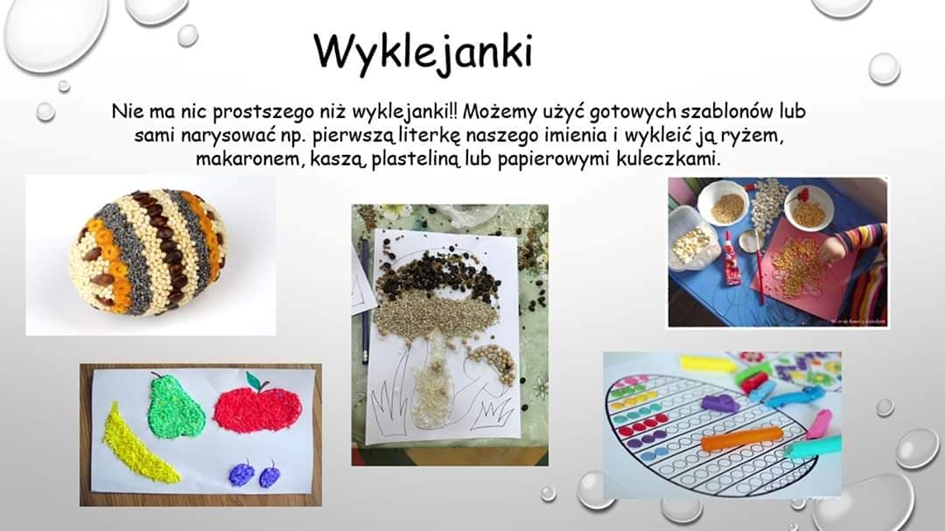 Wyklejanki
Nie ma nic prostszego niż wyklejanki!! Możemy użyć gotowych szablonów lub
sami narysować np. pierwszą literkę naszego imienia i wykleić ją ryżem,
makaronem, kaszą, plasteliną lub papierowymi kuleczkami.